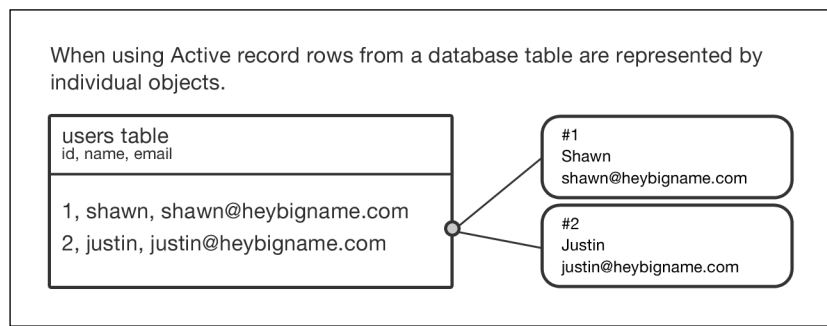 When using Active record rows from a database table are represented by
individual objects.
users table
id, name, email
1, shawn, shawn@heybigname.com
2, justin, justin@heybigname.com
#1
Shawn
shawn@heybigname.com
#2
Justin
justin@heybigname.com